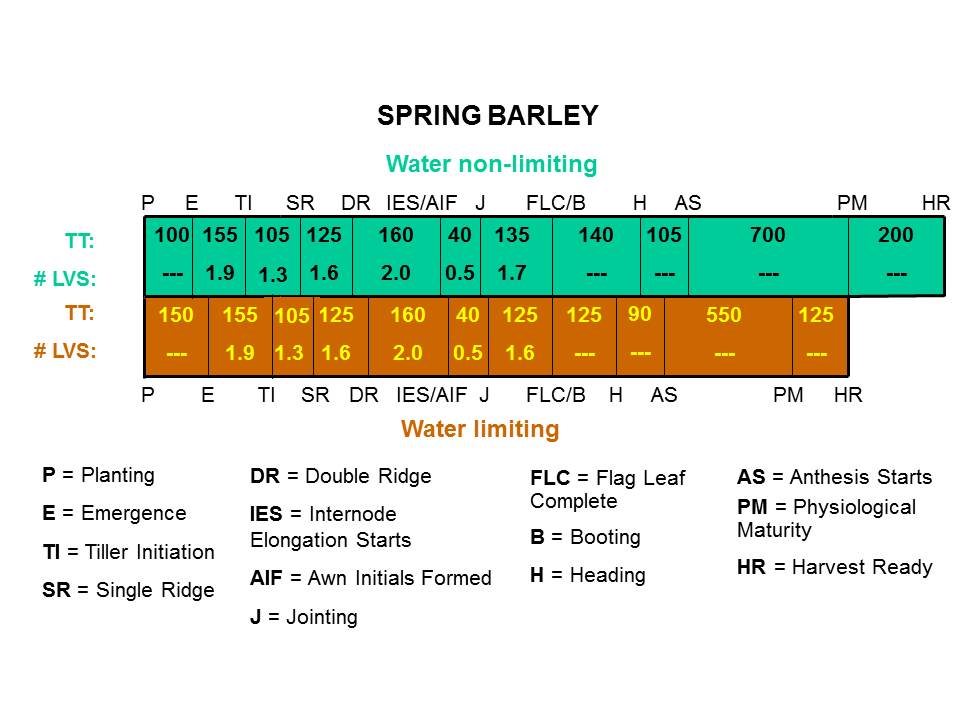 SPRING BARLEY
Water non-limiting
P E TI SR DR IES/AIF J FLC/B H AS PM HR
TT: 100 155 105 125 160 40 135 140 105 700 200
# LVS: --- 1.9 1.3 1.6 2.0 0.5 1.7 --- --- --- ---
TT: 150 155 105 125 160 40 125 125 90 550 125
# LVS: --- 1.9 1.3 1.6 2.0 0.5 1.6 --- --- --- ---
P E TI SR DR IES/AIF J FLC/B H AS PM HR
Water limiting
P = Planting
E = Emergence
TI = Tiller Initiation
SR = Single Ridge
DR = Double Ridge
IES = Internode
Elongation Starts
AIF = Awn Initials Formed
J = Jointing
FLC = Flag Leaf
Complete
B = Booting
H = Heading
AS = Anthesis Starts
PM = Physiological
Maturity
HR = Harvest Ready